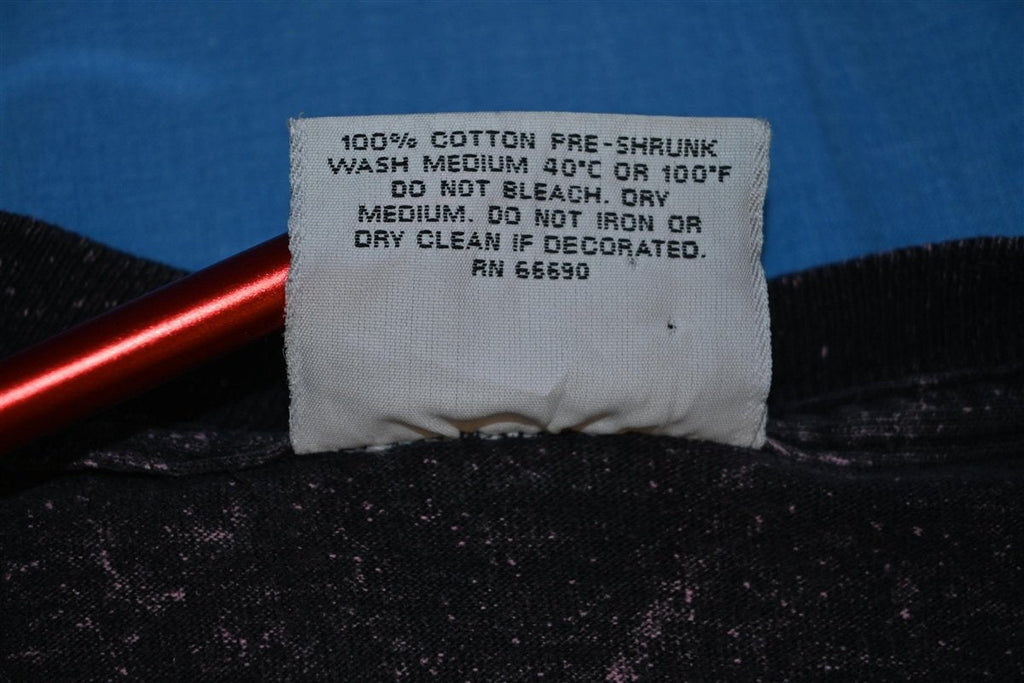 100% COTTON PRE-SHRUNK
WASH MEDIUM 40°C OR 100°F
DO NOT BLEACH. DRY
MEDIUM. DO NOT IRON OR
DRY CLEAN IF DECORATED.
RN 66690